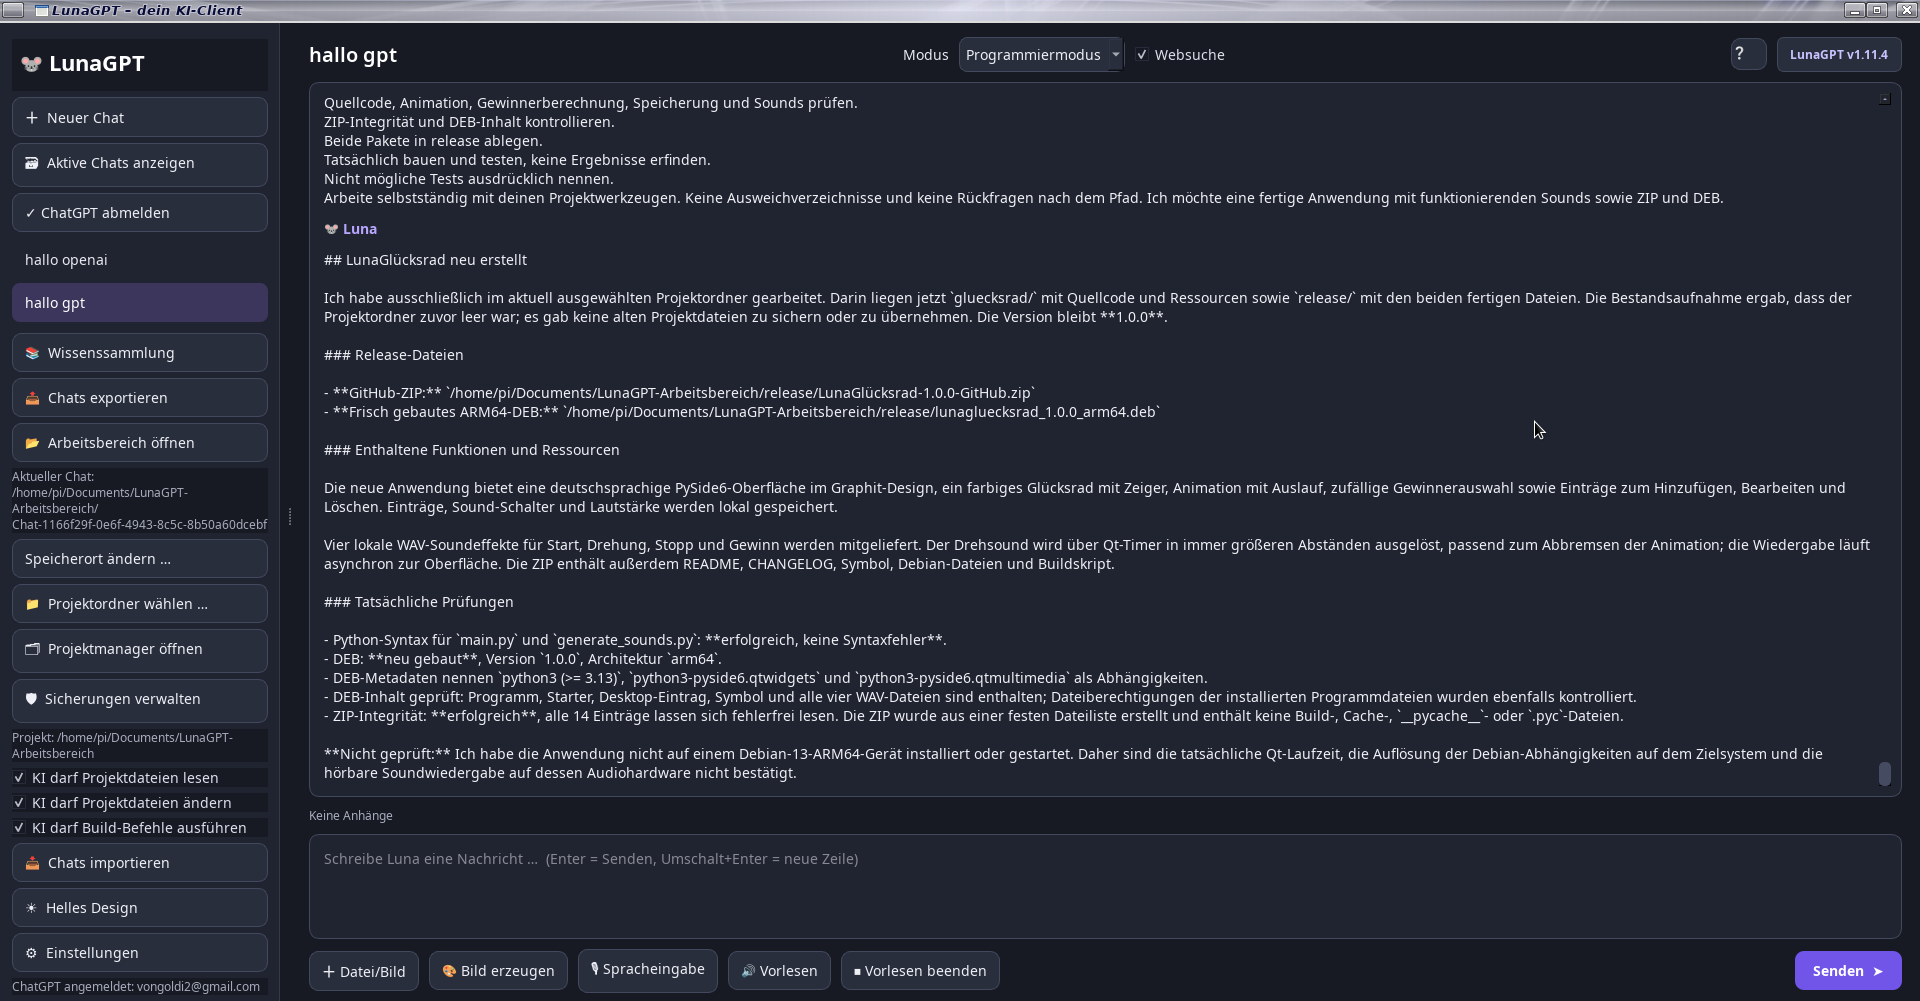 LunaGPT – dein KI-Client
LunaGPT
+ Neuer Chat
Aktive Chats anzeigen
✓ ChatGPT abmelden
hallo openai
hallo gpt
Wissenssammlung
Chats exportieren
Arbeitsbereich öffnen
Aktueller Chat:
/home/pi/Documents/LunaGPT-
Arbeitsbereich/
Chat-1166f29f-0e6f-4943-8c5c-8b50a60dcebf
Speicherort ändern ...
Projektordner wählen ...
Projektmanager öffnen
Sicherungen verwalten
Projekt: /home/pi/Documents/LunaGPT-
Arbeitsbereich
✓ KI darf Projektdateien lesen
✓ KI darf Projektdateien ändern
✓ KI darf Build-Befehle ausführen
Chats importieren
Helles Design
Einstellungen
ChatGPT angemeldet: vongoldi2@gmail.com
hallo gpt
Modus Programmiermodus ✓ Websuche
? LunaGPT v1.11.4
Quellcode, Animation, Gewinnerberechnung, Speicherung und Sounds prüfen.
ZIP-Integrität und DEB-Inhalt kontrollieren.
Beide Pakete in release ablegen.
Tatsächlich bauen und testen, keine Ergebnisse erfinden.
Nicht mögliche Tests ausdrücklich nennen.
Arbeite selbstständig mit deinen Projektwerkzeugen. Keine Ausweichverzeichnisse und keine Rückfragen nach dem Pfad. Ich möchte eine fertige Anwendung mit funktionierenden Sounds sowie ZIP und DEB.
Luna
## LunaGlücksrad neu erstellt
Ich habe ausschließlich im aktuell ausgewählten Projektordner gearbeitet. Darin liegen jetzt `gluecksrad/` mit Quellcode und Ressourcen sowie `release/` mit den beiden fertigen Dateien. Die Bestandsaufnahme ergab, dass der
Projektordner zuvor leer war; es gab keine alten Projektdateien zu sichern oder zu übernehmen. Die Version bleibt **1.0.0**.
### Release-Dateien
- **GitHub-ZIP:** `/home/pi/Documents/LunaGPT-Arbeitsbereich/release/LunaGlücksrad-1.0.0-GitHub.zip`
- **Frisch gebautes ARM64-DEB:** `/home/pi/Documents/LunaGPT-Arbeitsbereich/release/lunagluecksrad_1.0.0_arm64.deb`
### Enthaltene Funktionen und Ressourcen
Die neue Anwendung bietet eine deutschsprachige PySide6-Oberfläche im Graphit-Design, ein farbiges Glücksrad mit Zeiger, Animation mit Auslauf, zufällige Gewinnerauswahl sowie Einträge zum Hinzufügen, Bearbeiten und
Löschen. Einträge, Sound-Schalter und Lautstärke werden lokal gespeichert.
Vier lokale WAV-Soundeffekte für Start, Drehung, Stopp und Gewinn werden mitgeliefert. Der Drehsound wird über Qt-Timer in immer größeren Abständen ausgelöst, passend zum Abbremsen der Animation; die Wiedergabe läuft
asynchron zur Oberfläche. Die ZIP enthält außerdem README, CHANGELOG, Symbol, Debian-Dateien und Buildskript.
### Tatsächliche Prüfungen
- Python-Syntax für `main.py` und `generate_sounds.py`: **erfolgreich, keine Syntaxfehler**.
- DEB: **neu gebaut**, Version `1.0.0`, Architektur `arm64`.
- DEB-Metadaten nennen `python3 (>= 3.13)`, `python3-pyside6.qtwidgets` und `python3-pyside6.qtmultimedia` als Abhängigkeiten.
- DEB-Inhalt geprüft: Programm, Starter, Desktop-Eintrag, Symbol und alle vier WAV-Dateien sind enthalten; Dateiberechtigungen der installierten Programmdateien wurden ebenfalls kontrolliert.
- ZIP-Integrität: **erfolgreich**, alle 14 Einträge lassen sich fehlerfrei lesen. Die ZIP wurde aus einer festen Dateiliste erstellt und enthält keine Build-, Cache-, `__pycache__`- oder `.pyc`-Dateien.
**Nicht geprüft:** Ich habe die Anwendung nicht auf einem Debian-13-ARM64-Gerät installiert oder gestartet. Daher sind die tatsächliche Qt-Laufzeit, die Auflösung der Debian-Abhängigkeiten auf dem Zielsystem und die
hörbare Soundwiedergabe auf dessen Audiohardware nicht bestätigt.
Keine Anhänge
Schreibe Luna eine Nachricht ... (Enter = Senden, Umschalt+Enter = neue Zeile)
+ Datei/Bild
Bild erzeugen
Spracheingabe
Vorlesen
Vorlesen beenden
Senden